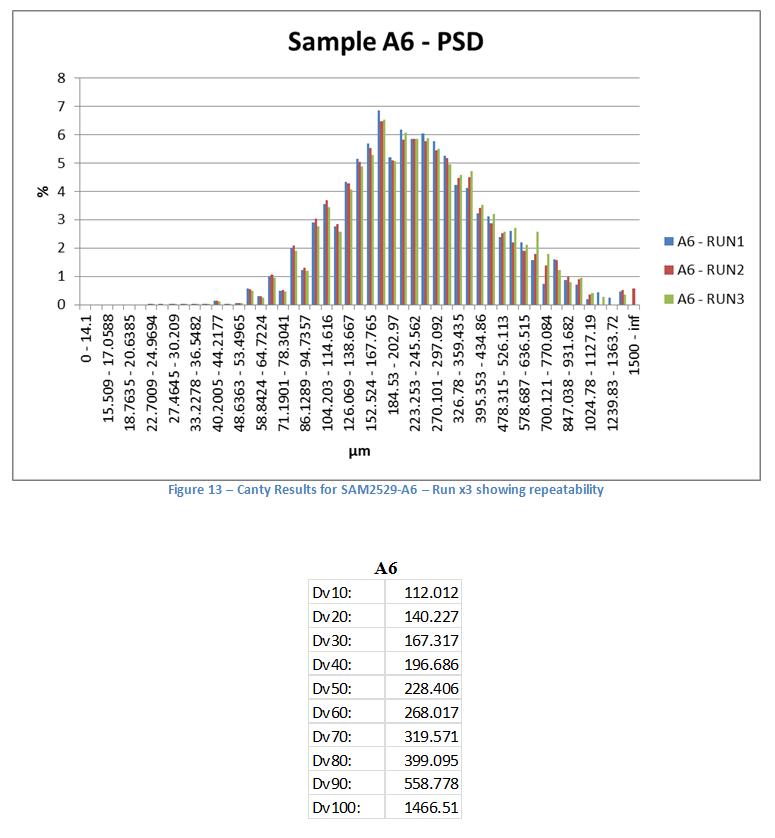 Sample A6 - PSD
8
7
6
5
4
3
2
1
0
%
0 - 14.1
15.509 - 17.0588
18.7635 - 20.6385
22.7009 - 24.9694
27.4645 - 30.209
33.2278 - 36.5482
40.2005 - 44.2177
48.6363 - 53.4965
58.8424 - 64.7224
71.1901 - 78.3041
86.1289 - 94.7357
104.203 - 114.616
126.069 - 138.667
152.524 - 167.765
184.53 - 202.97
223.253 - 245.562
270.101 - 297.092
326.78 - 359.435
395.353 - 434.86
478.315 - 526.113
578.687 - 636.515
700.121 - 770.084
847.038 - 931.682
1024.78 - 1127.19
1239.83 - 1363.72
1500 - inf
µm
A6 - RUN1
A6 - RUN2
A6 - RUN3
Figure 13 – Canty Results for SAM2529-A6 – Run x3 showing repeatability
A6
Dv10: 112.012
Dv20: 140.227
Dv30: 167.317
Dv40: 196.686
Dv50: 228.406
Dv60: 268.017
Dv70: 319.571
Dv80: 399.095
Dv90: 558.778
Dv100: 1466.51